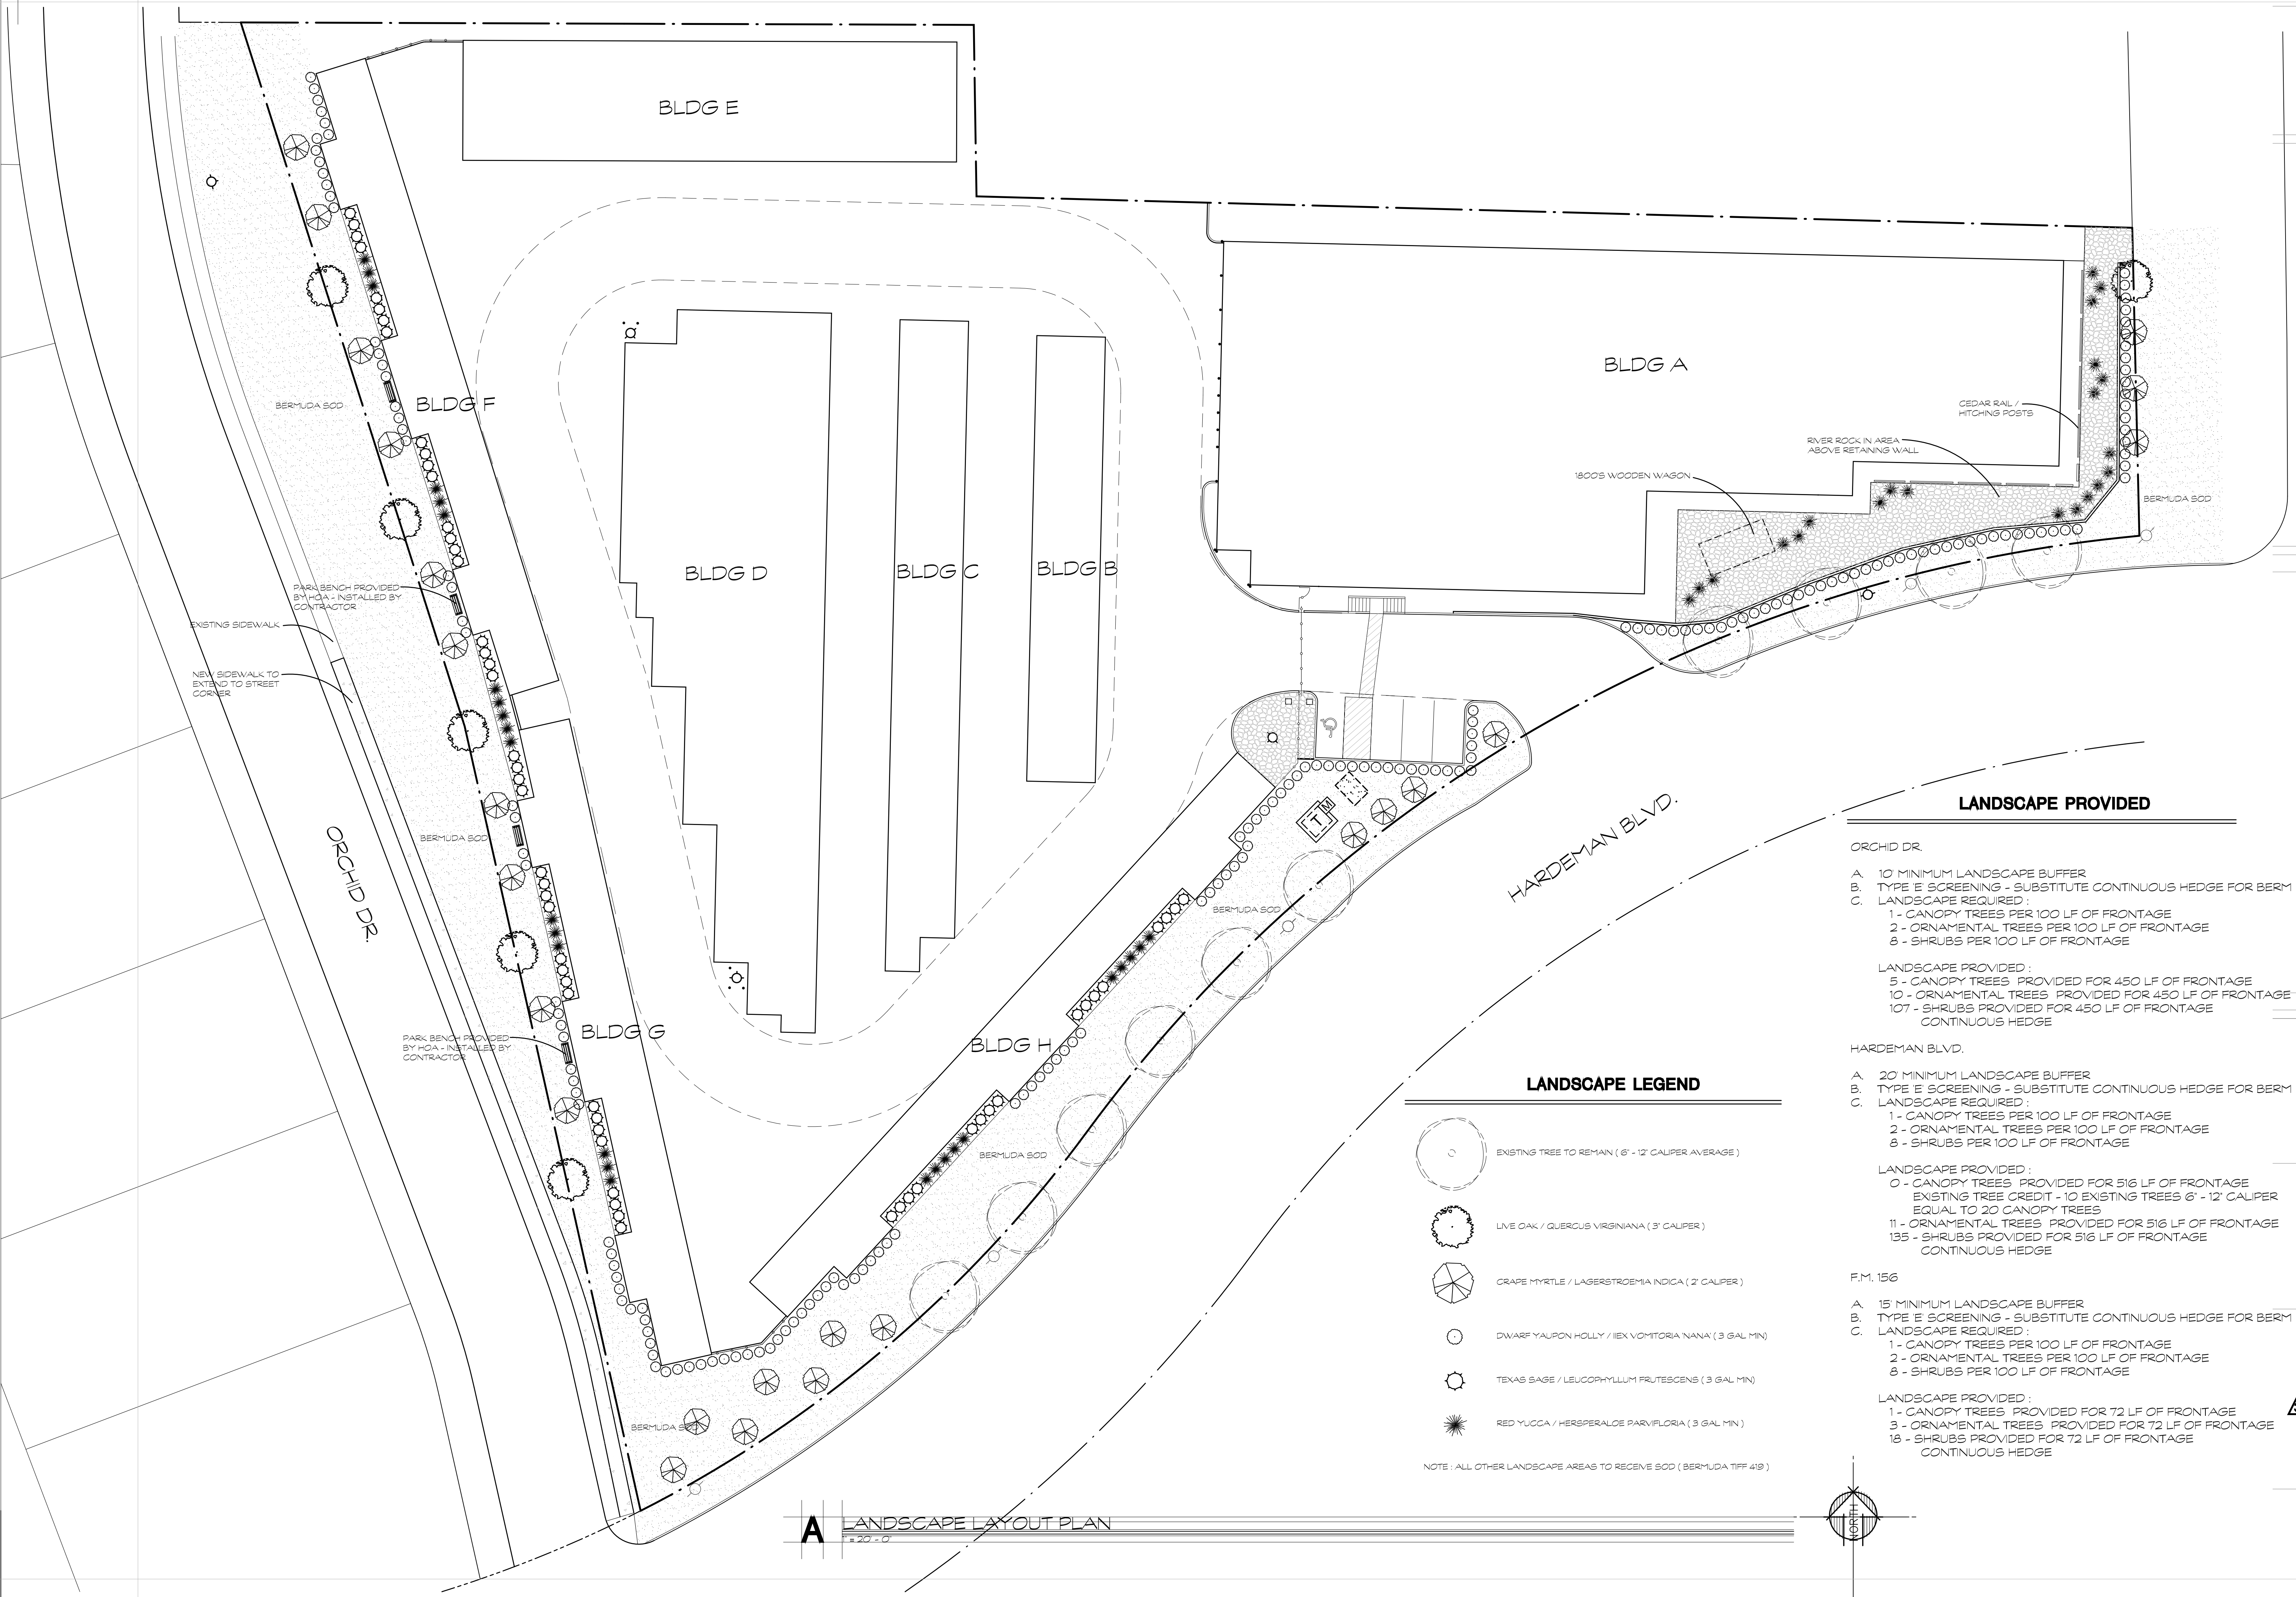 BLDG E
BLDG F
BERMUDA SOD
BLDG A
CEDAR RAIL /
HITCHING POSTS
RIVER ROCK IN AREA
ABOVE RETAINING WALL
1800'S WOODEN WAGON
BERMUDA SOD
BLDG D
BLDG C
BLDG B
PARK BENCH PROVIDED
BY HOA - INSTALLED BY
CONTRACTOR
EXISTING SIDEWALK
NEW SIDEWALK TO
EXTEND TO STREET
CORNER
ORCHID DR.
BERMUDA SOD
T
M
HARDEMAN BLVD.
BERMUDA SOD
BLDG G
PARK BENCH PROVIDED
BY HOA - INSTALLED BY
CONTRACTOR
BLDG H
BERMUDA SOD
BERMUDA SOD
LANDSCAPE LEGEND
EXISTING TREE TO REMAIN ( 6" - 12" CALIPER AVERAGE )
LIVE OAK / QUERCUS VIRGINIANA ( 3" CALIPER )
CRAPE MYRTLE / LAGERSTROEMIA INDICA ( 2" CALIPER )
DWARF YAUPON HOLLY / IIEX VOMITORIA 'NANA' ( 3 GAL MIN)
TEXAS SAGE / LEUCOPHYLLUM FRUTESCENS ( 3 GAL MIN)
RED YUCCA / HERSPERALOE PARVIFLORIA ( 3 GAL MIN )
NOTE : ALL OTHER LANDSCAPE AREAS TO RECEIVE SOD ( BERMUDA TIFF 419 )
LANDSCAPE PROVIDED
ORCHID DR.
A. 10' MINIMUM LANDSCAPE BUFFER
B. TYPE 'E' SCREENING - SUBSTITUTE CONTINUOUS HEDGE FOR BERM
C. LANDSCAPE REQUIRED :
1 - CANOPY TREES PER 100 LF OF FRONTAGE
2 - ORNAMENTAL TREES PER 100 LF OF FRONTAGE
8 - SHRUBS PER 100 LF OF FRONTAGE
LANDSCAPE PROVIDED :
5 - CANOPY TREES PROVIDED FOR 450 LF OF FRONTAGE
10 - ORNAMENTAL TREES PROVIDED FOR 450 LF OF FRONTAGE
107 - SHRUBS PROVIDED FOR 450 LF OF FRONTAGE
CONTINUOUS HEDGE
HARDEMAN BLVD.
A. 20' MINIMUM LANDSCAPE BUFFER
B. TYPE 'E' SCREENING - SUBSTITUTE CONTINUOUS HEDGE FOR BERM
C. LANDSCAPE REQUIRED :
1 - CANOPY TREES PER 100 LF OF FRONTAGE
2 - ORNAMENTAL TREES PER 100 LF OF FRONTAGE
8 - SHRUBS PER 100 LF OF FRONTAGE
LANDSCAPE PROVIDED :
0 - CANOPY TREES PROVIDED FOR 516 LF OF FRONTAGE
EXISTING TREE CREDIT - 10 EXISTING TREES 6" - 12" CALIPER
EQUAL TO 20 CANOPY TREES
11 - ORNAMENTAL TREES PROVIDED FOR 516 LF OF FRONTAGE
135 - SHRUBS PROVIDED FOR 516 LF OF FRONTAGE
CONTINUOUS HEDGE
F.M. 156
A. 15' MINIMUM LANDSCAPE BUFFER
B. TYPE 'E' SCREENING - SUBSTITUTE CONTINUOUS HEDGE FOR BERM
C. LANDSCAPE REQUIRED :
1 - CANOPY TREES PER 100 LF OF FRONTAGE
2 - ORNAMENTAL TREES PER 100 LF OF FRONTAGE
8 - SHRUBS PER 100 LF OF FRONTAGE
LANDSCAPE PROVIDED :
1 - CANOPY TREES PROVIDED FOR 72 LF OF FRONTAGE
3 - ORNAMENTAL TREES PROVIDED FOR 72 LF OF FRONTAGE
18 - SHRUBS PROVIDED FOR 72 LF OF FRONTAGE
CONTINUOUS HEDGE
A LANDSCAPE LAYOUT PLAN
1" = 20' - 0"
NORTH